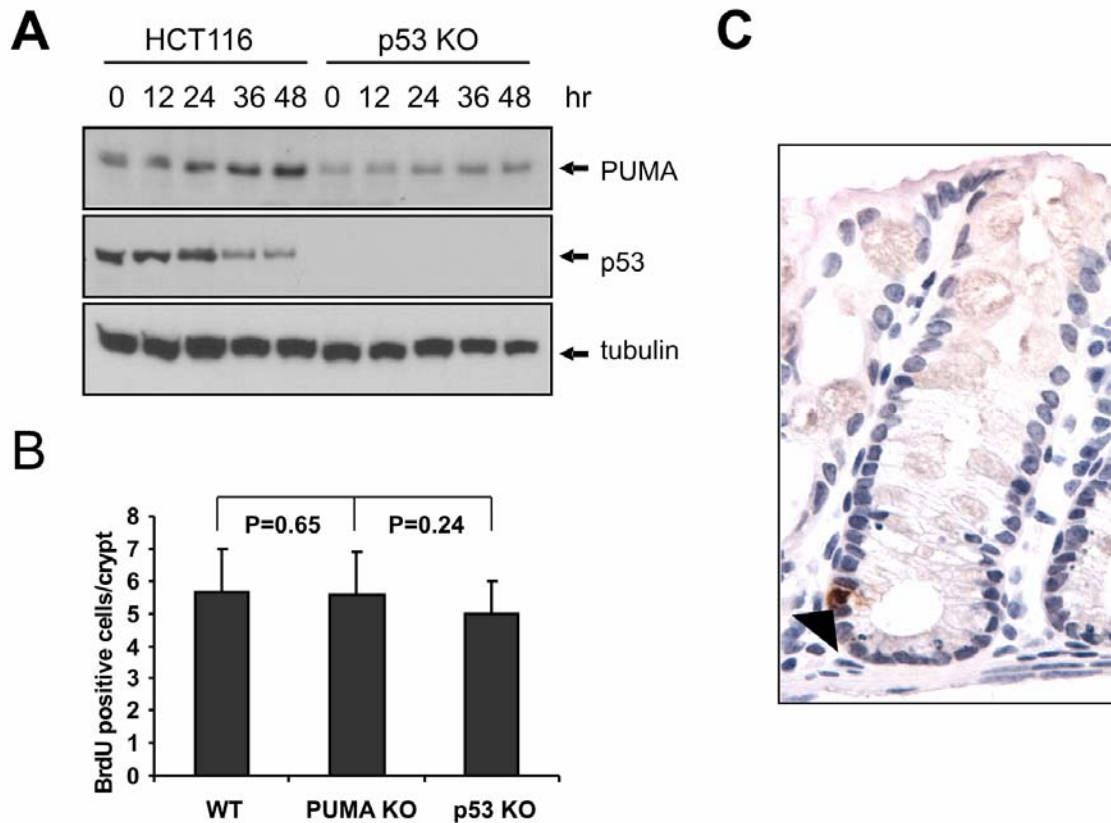 A
HCT116 p53 KO
0 12 24 36 48 0 12 24 36 48 hr
PUMA
p53
tubulin
B
BrdU positive cells/crypt
8
7
6
5
4
3
2
1
0
P=0.65 P=0.24
WT PUMA KO p53 KO
C